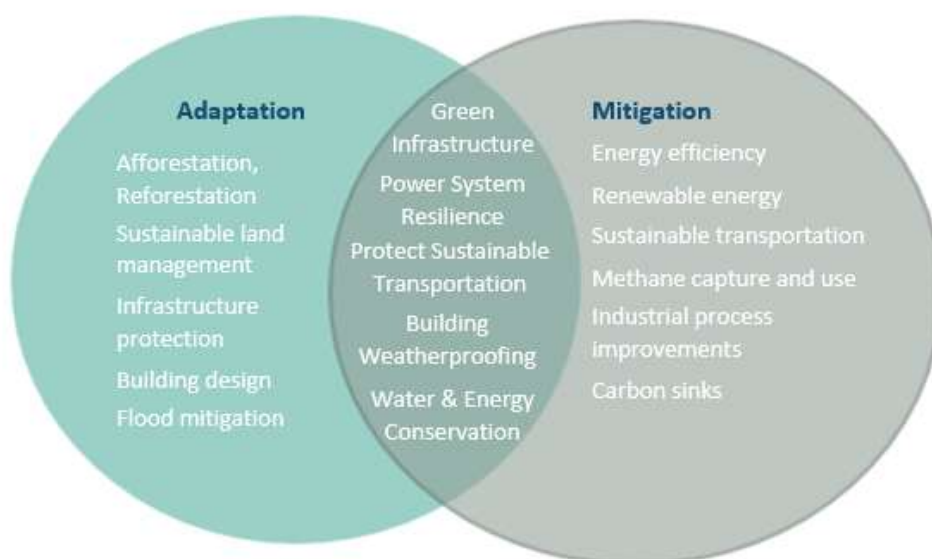 Adaptation
Afforestation,
Reforestation
Sustainable land
management
Infrastructure
protection
Building design
Flood mitigation
Green
Infrastructure
Power System
Resilience
Protect Sustainable
Transportation
Building
Weatherproofing
Water & Energy
Conservation
Mitigation
Energy efficiency
Renewable energy
Sustainable transportation
Methane capture and use
Industrial process
improvements
Carbon sinks